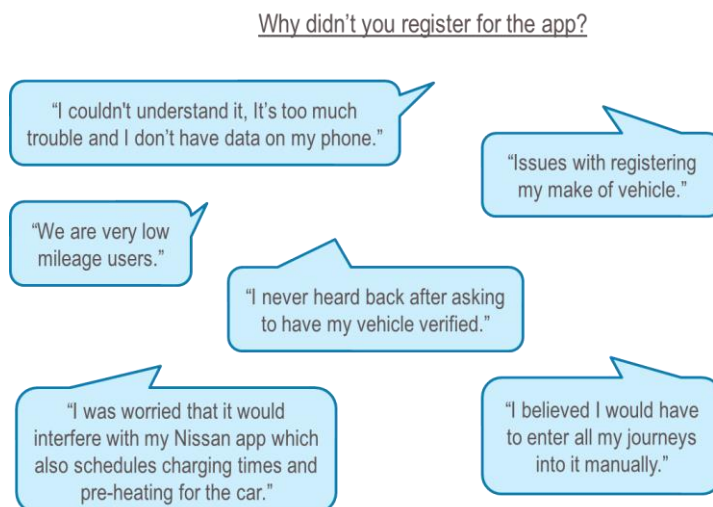 Why didn’t you register for the app?
“I couldn't understand it, It’s too much
trouble and I don’t have data on my phone.”
“Issues with registering
my make of vehicle.”
“We are very low
mileage users.”
“I never heard back after asking
to have my vehicle verified.”
“I was worried that it would
interfere with my Nissan app which
also schedules charging times and
pre-heating for the car.”
“I believed I would have
to enter all my journeys
into it manually.”